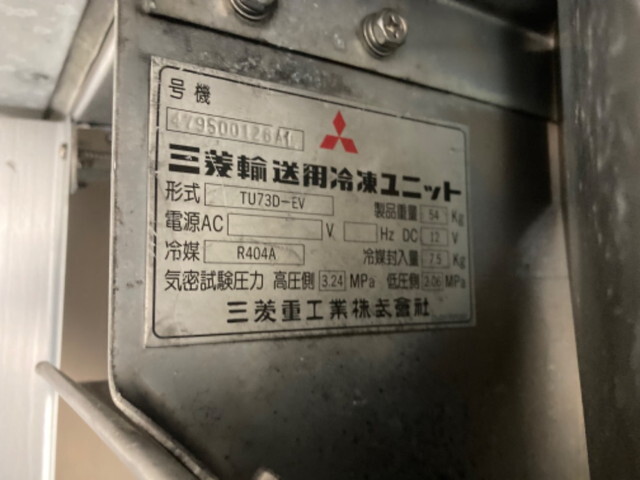 号機 479500126AK
三菱輸送用冷凍ユニット
形式 TU73D-EV 製品重量 54 Kg
電源AC V Hz DC 12 V
冷媒 R404A 冷媒封入量 2.5 Kg
気密試験圧力 高圧側 3.24 MPa 低圧側 2.06 MPa
三菱重工業株式會社